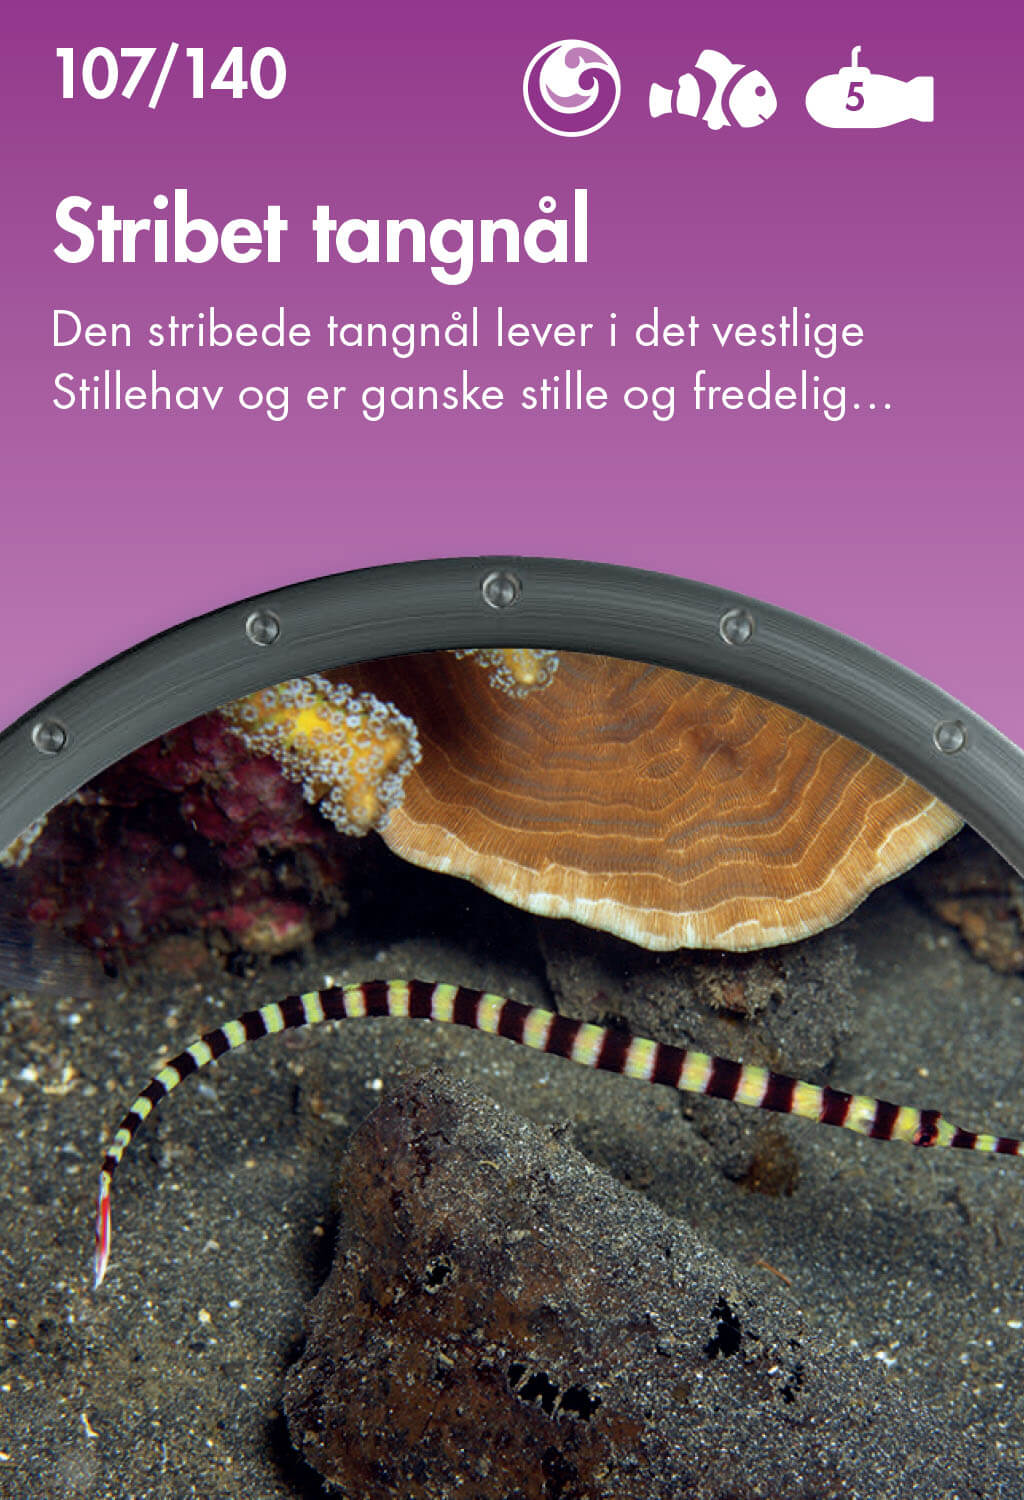 107/140
5
Stribet tangnål
Den stribede tangnål lever i det vestlige
Stillehav og er ganske stille og fredelig...